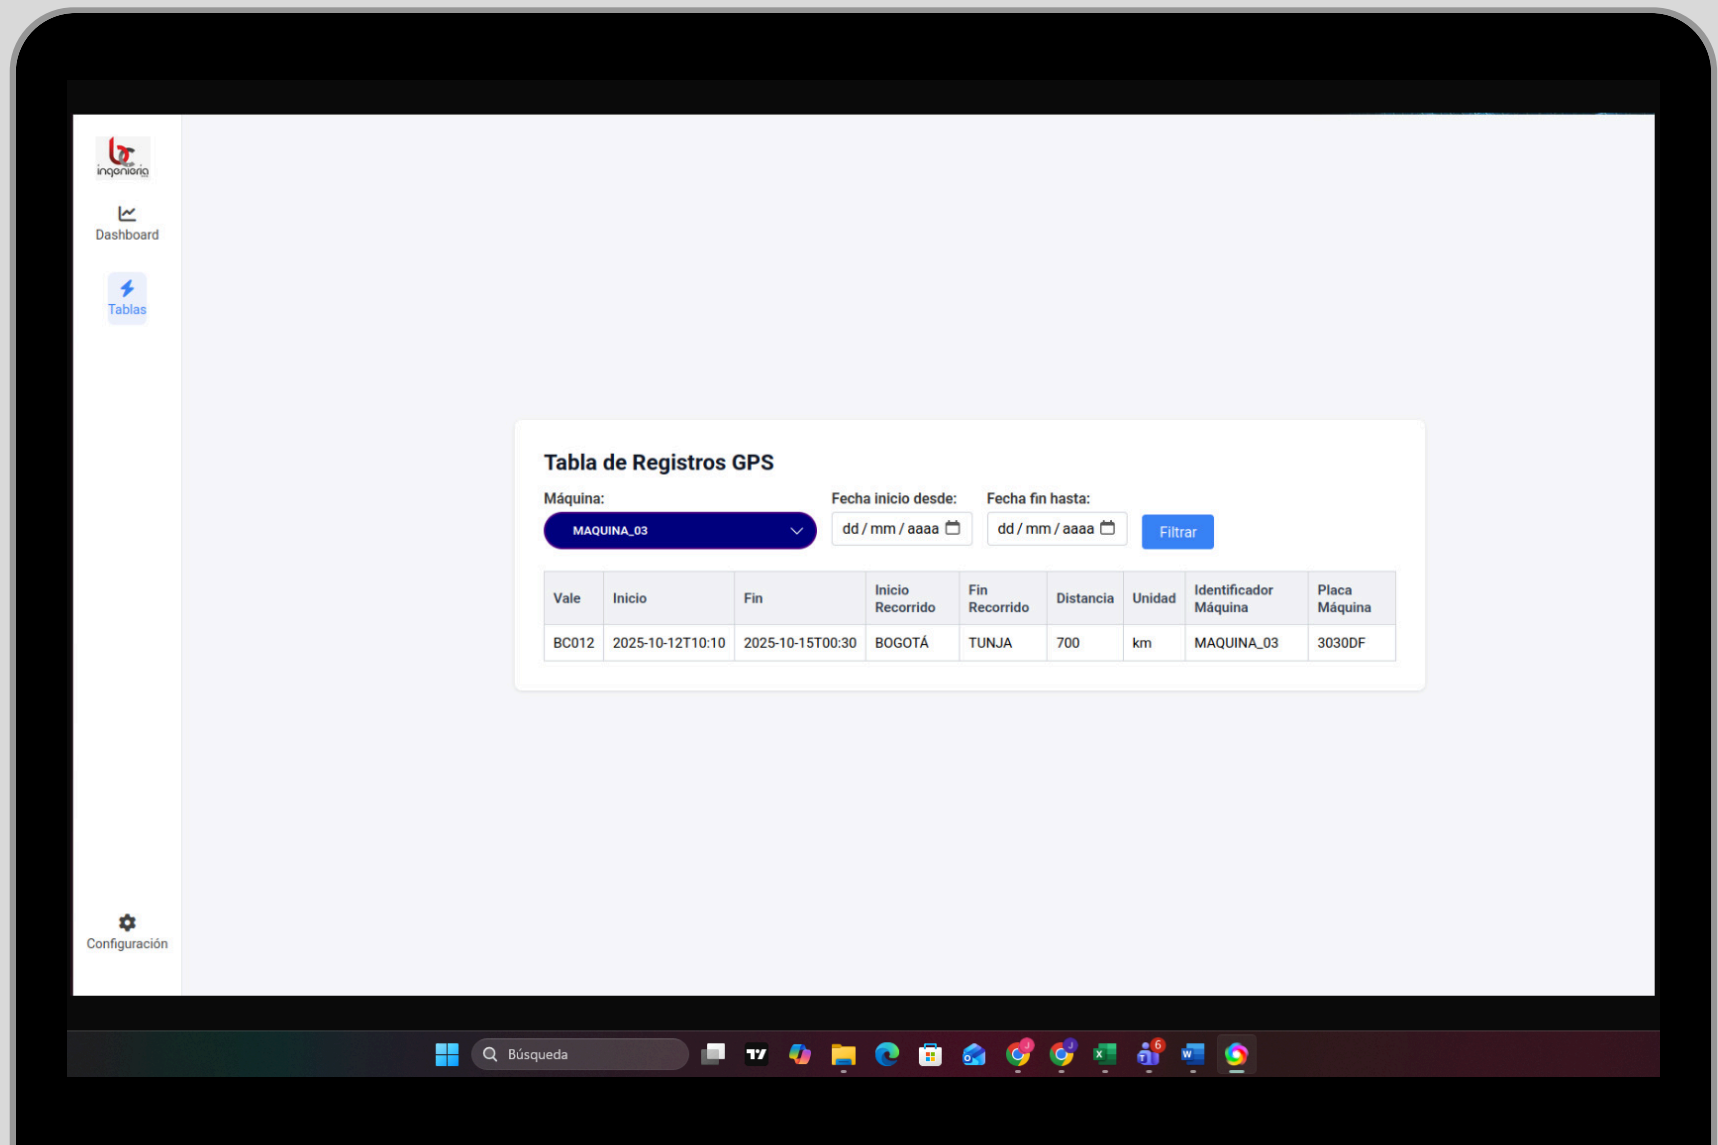 bc
ingeniería
Dashboard
Tablas
Tabla de Registros GPS
Máquina:
Fecha inicio desde:
Fecha fin hasta:
MAQUINA_03
dd / mm / aaaa
dd / mm / aaaa
Filtrar
Vale Inicio Fin Inicio Recorrido Fin Recorrido Distancia Unidad Identificador Máquina Placa Máquina
BC012 2025-10-12T10:10 2025-10-15T00:30 BOGOTÁ TUNJA 700 km MAQUINA_03 3030DF
Configuración
Búsqueda
6